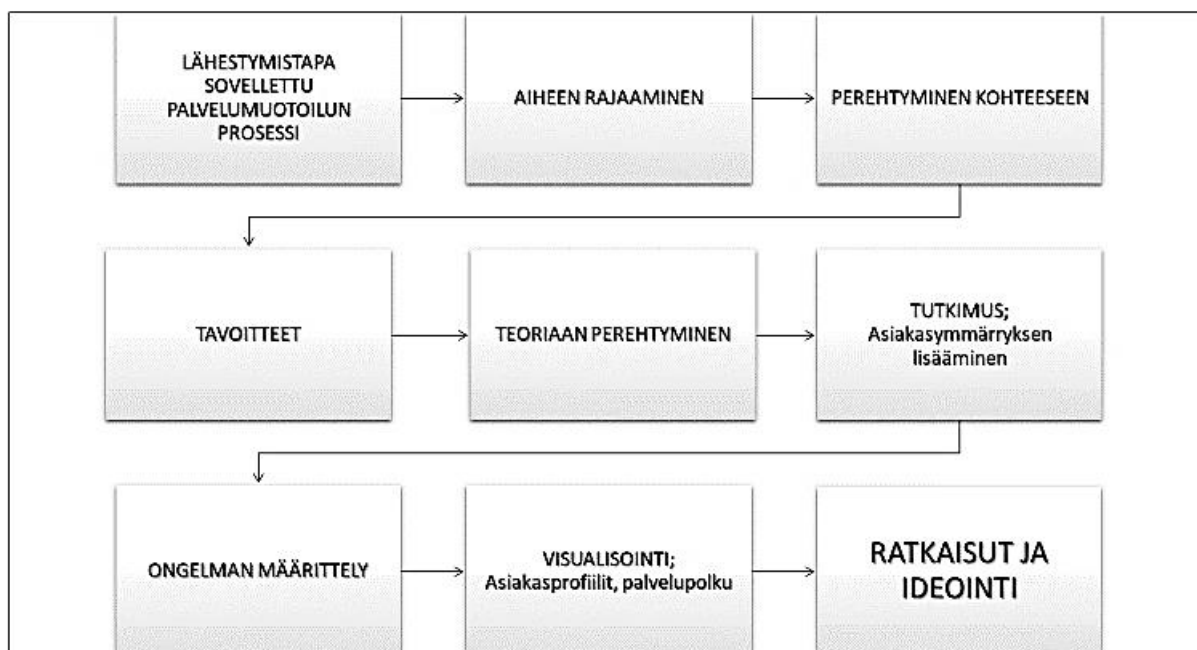 LÄHESTYMISTAPA
SOVELLETTU
PALVELUMUOTOILUN
PROSESSI
AIHEEN RAJAAMINEN
PEREHTYMINEN KOHTEESEEN
TAVOITTEET
TEORIAAN PEREHTYMINEN
TUTKIMUS;
Asiakasymmärryksen
lisääminen
ONGELMAN MÄÄRITTELY
VISUALISOINTI;
Asiakasprofiilit, palvelupolku
RATKAISUT JA
IDEOINTI